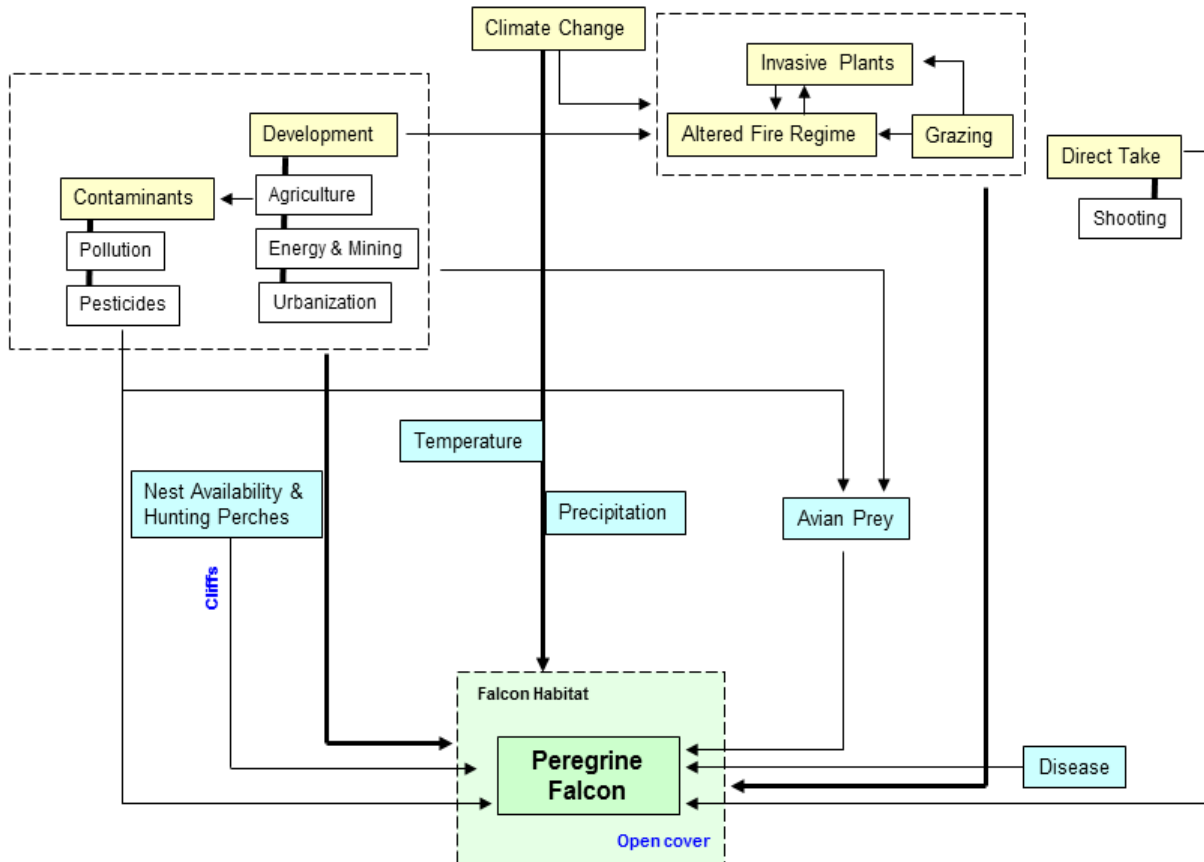 Climate Change
Invasive Plants
Development
Altered Fire Regime
Grazing
Direct Take
Contaminants
Agriculture
Shooting
Pollution
Energy & Mining
Pesticides
Urbanization
Temperature
Nest Availability &
Hunting Perches
Precipitation
Avian Prey
Cliffs
Falcon Habitat
Peregrine
Falcon
Disease
Open cover